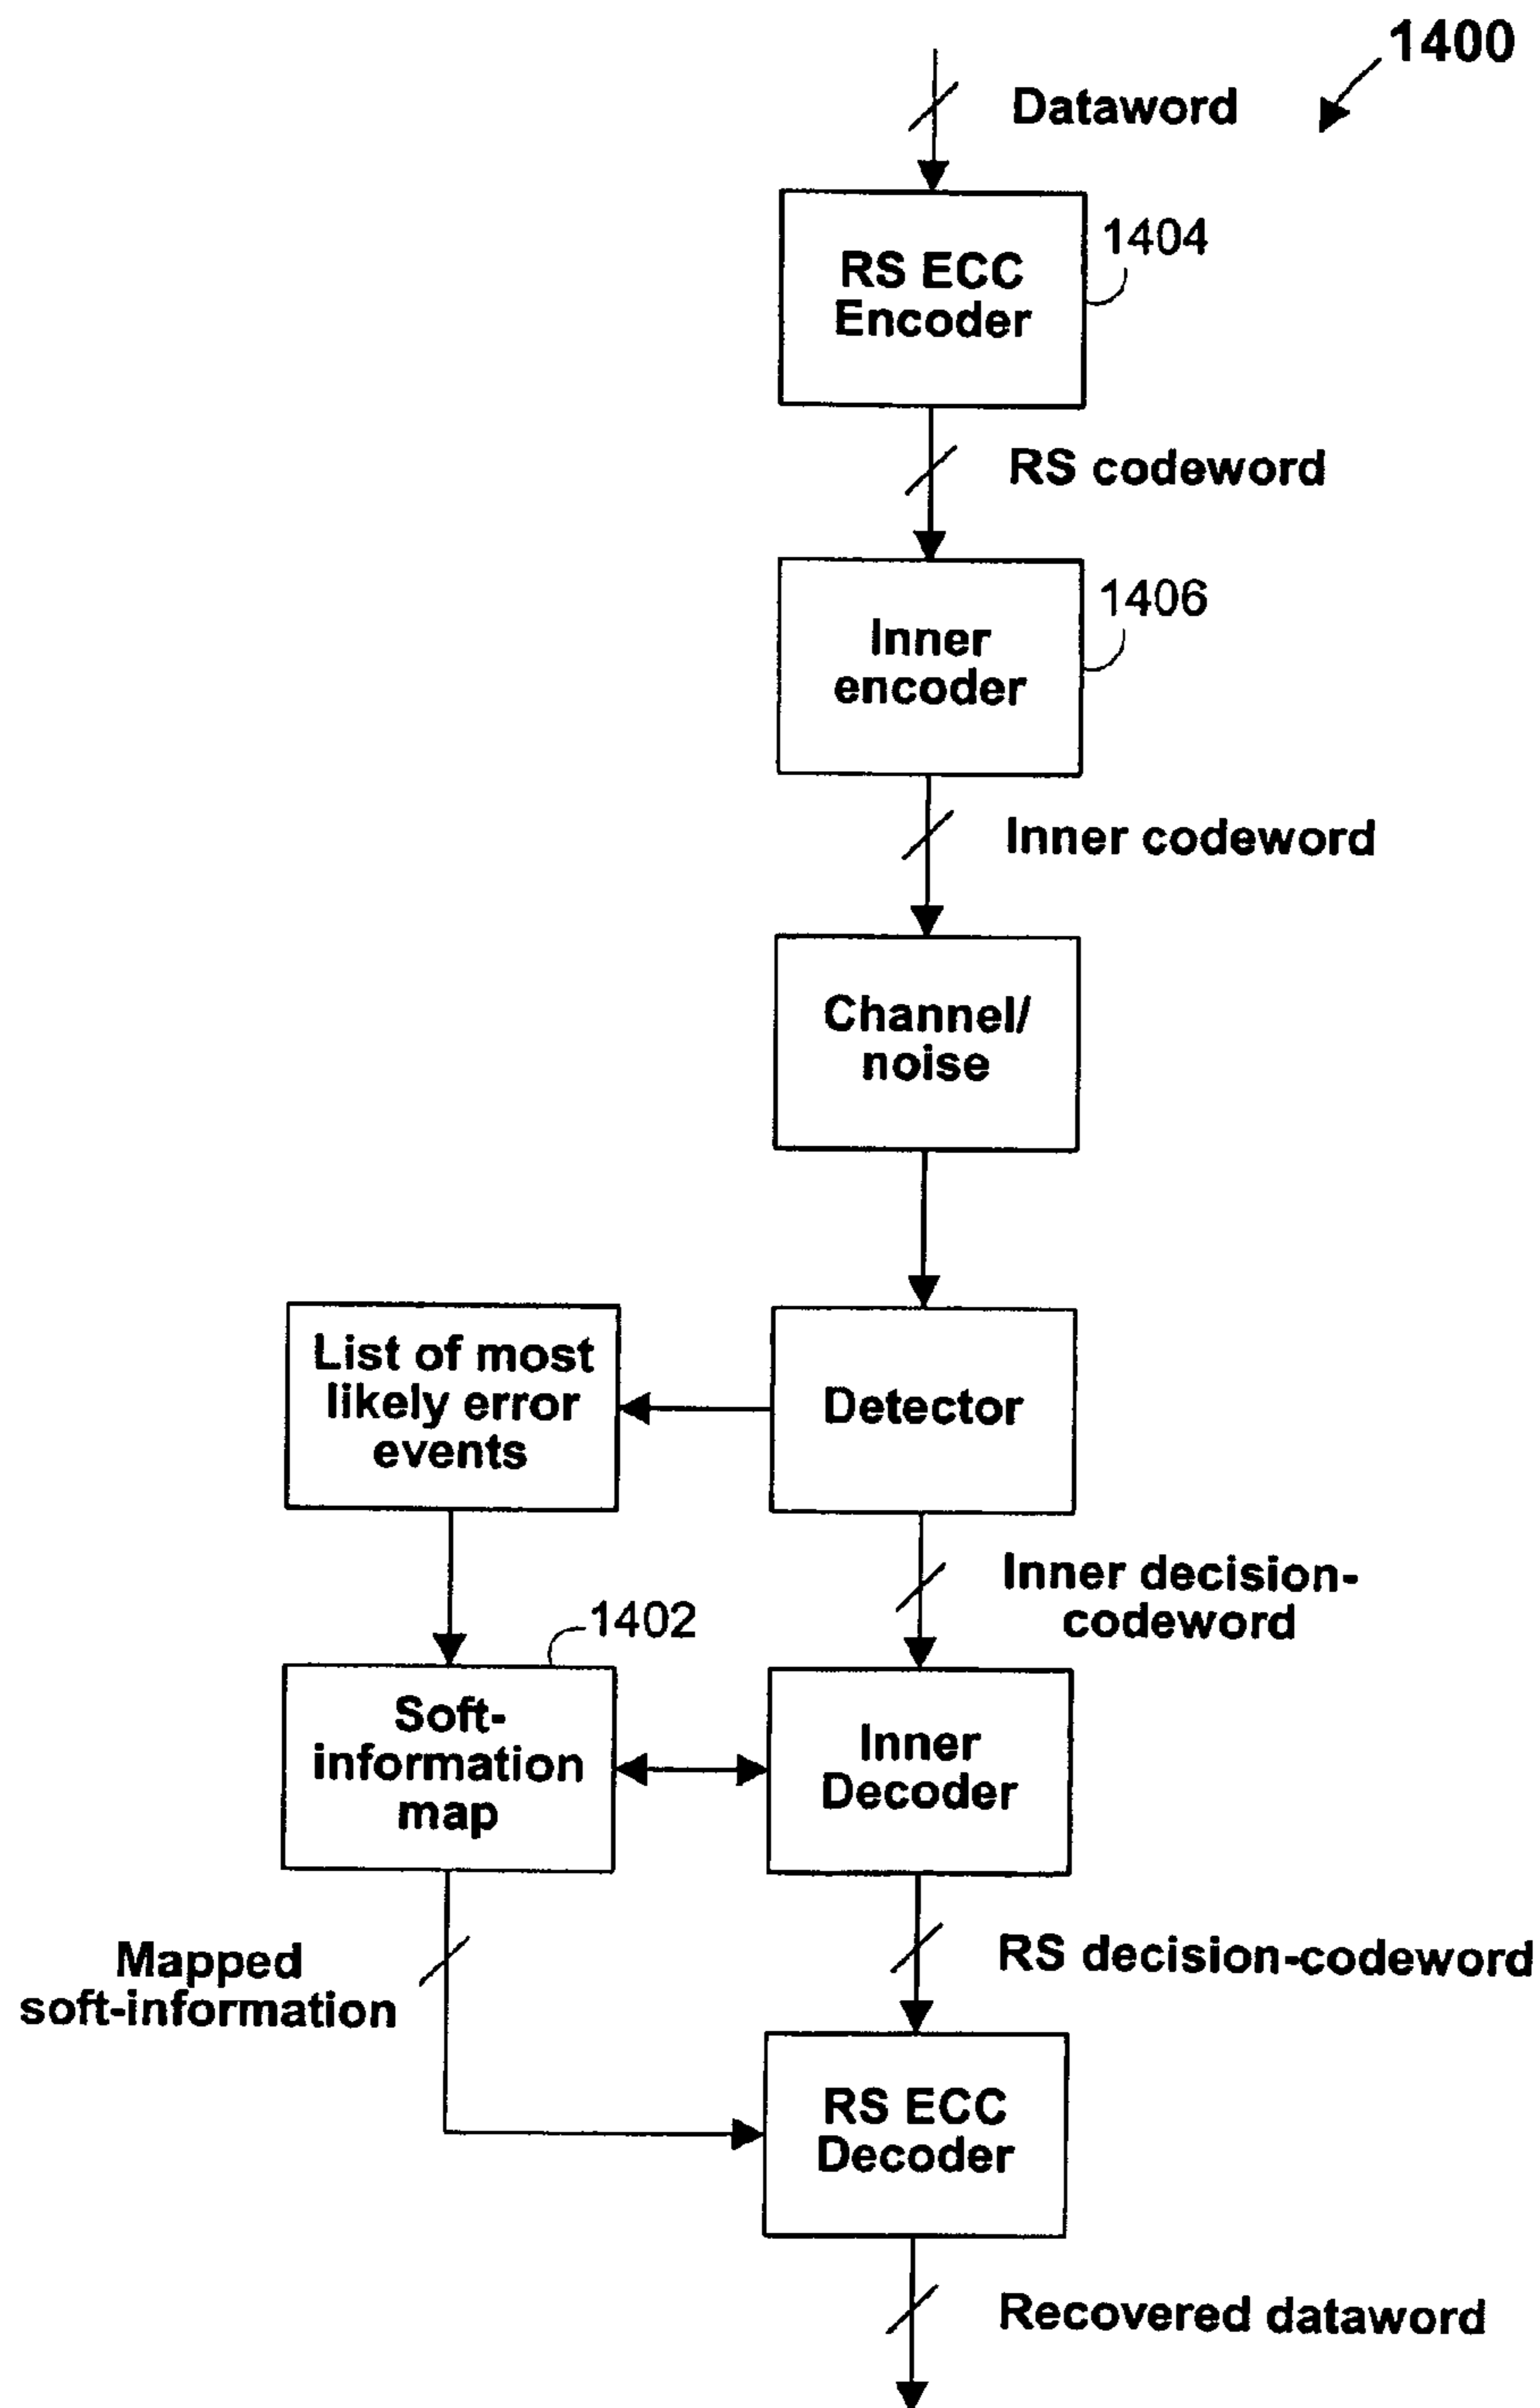 1400
Dataword
RS ECC
Encoder
1404
RS codeword
Inner
encoder
1406
Inner codeword
Channel/
noise
List of most
likely error
events
Detector
Inner decision-
codeword
1402
Soft-
information
map
Inner
Decoder
Mapped
soft-information
RS decision-codeword
RS ECC
Decoder
Recovered dataword